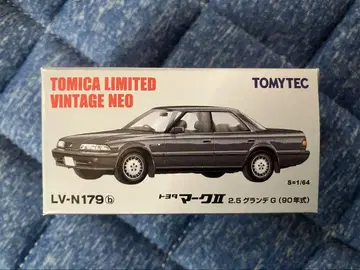 TOMICA LIMITED
VINTAGE NEO
TOMYTEC
S=1/64
LV-N179 ⓑ
トヨタ マークⅡ 2.5 グランデ G (90年式)